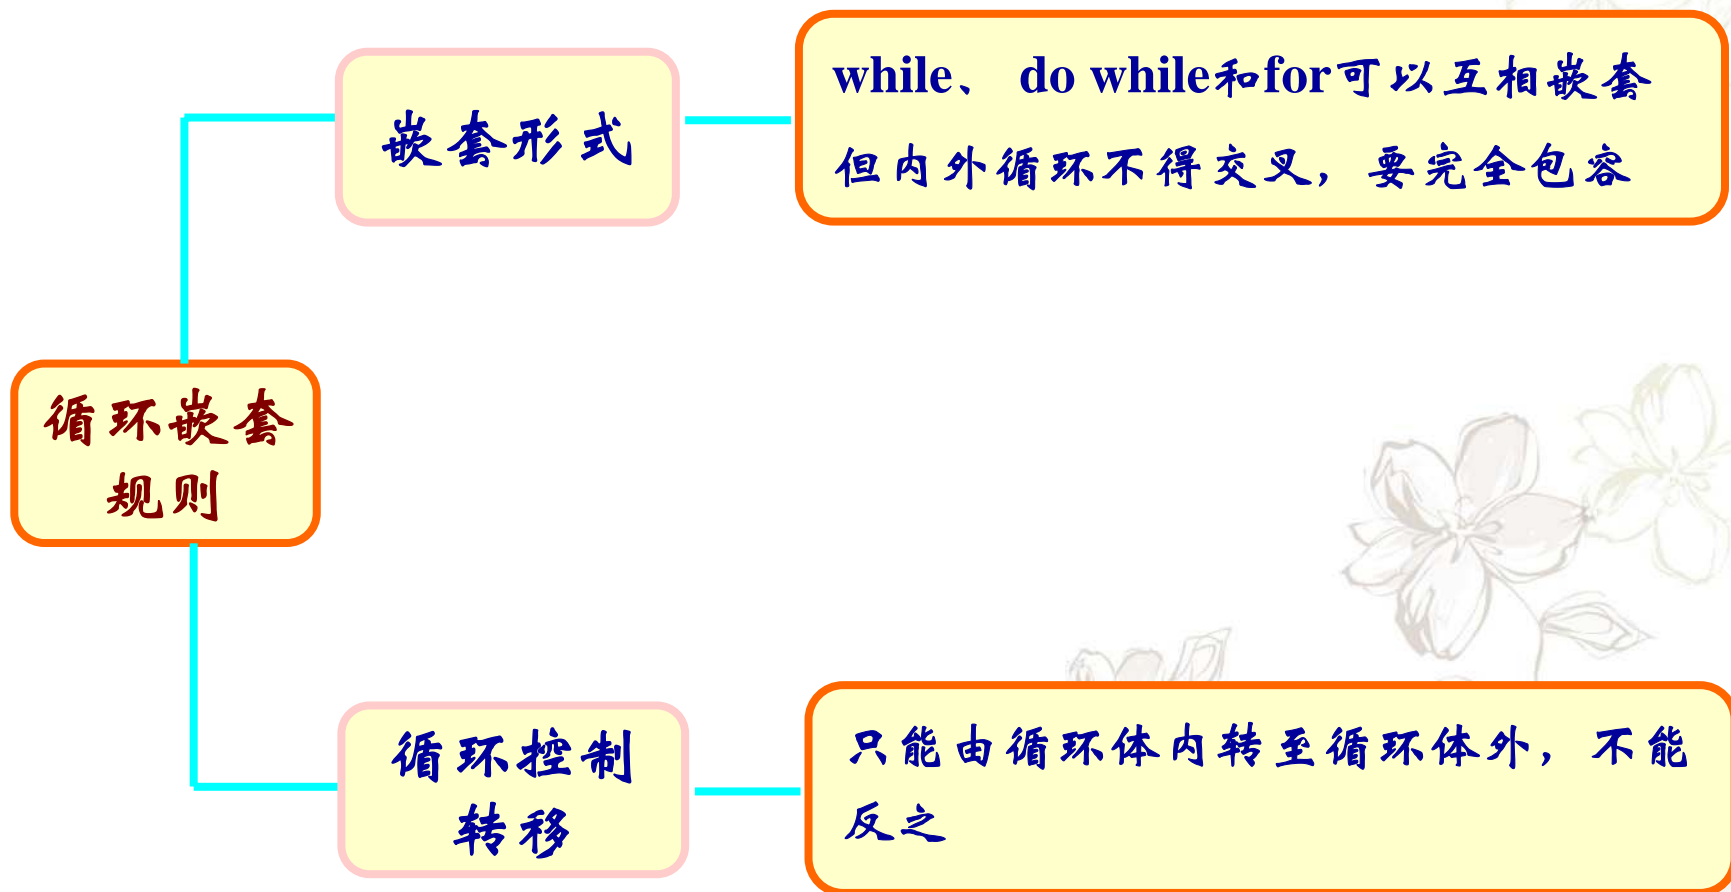 嵌套形式
while、 do while和for可以互相嵌套
但内外循环不得交叉，要完全包容
循环嵌套
规则
循环控制
转移
只能由循环体内转至循环体外，不能
反之